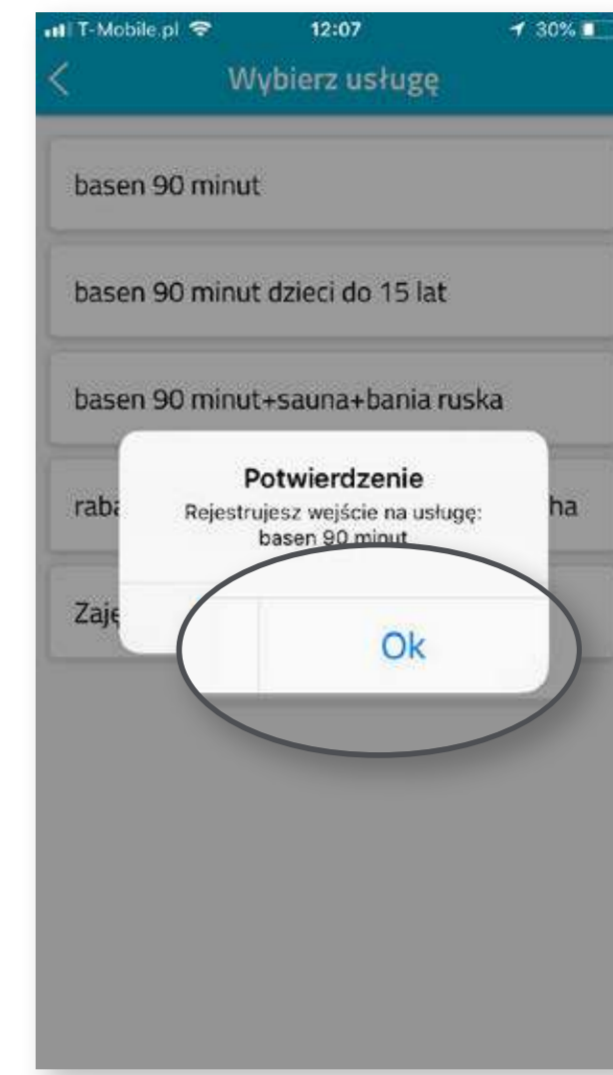 T-Mobile.pl 12:07 30%
Wybierz usługę
basen 90 minut
basen 90 minut dzieci do 15 lat
basen 90 minut+sauna+bania ruska
Potwierdzenie
Rejestrujesz wejście na usługę:
basen 90 minut
Ok